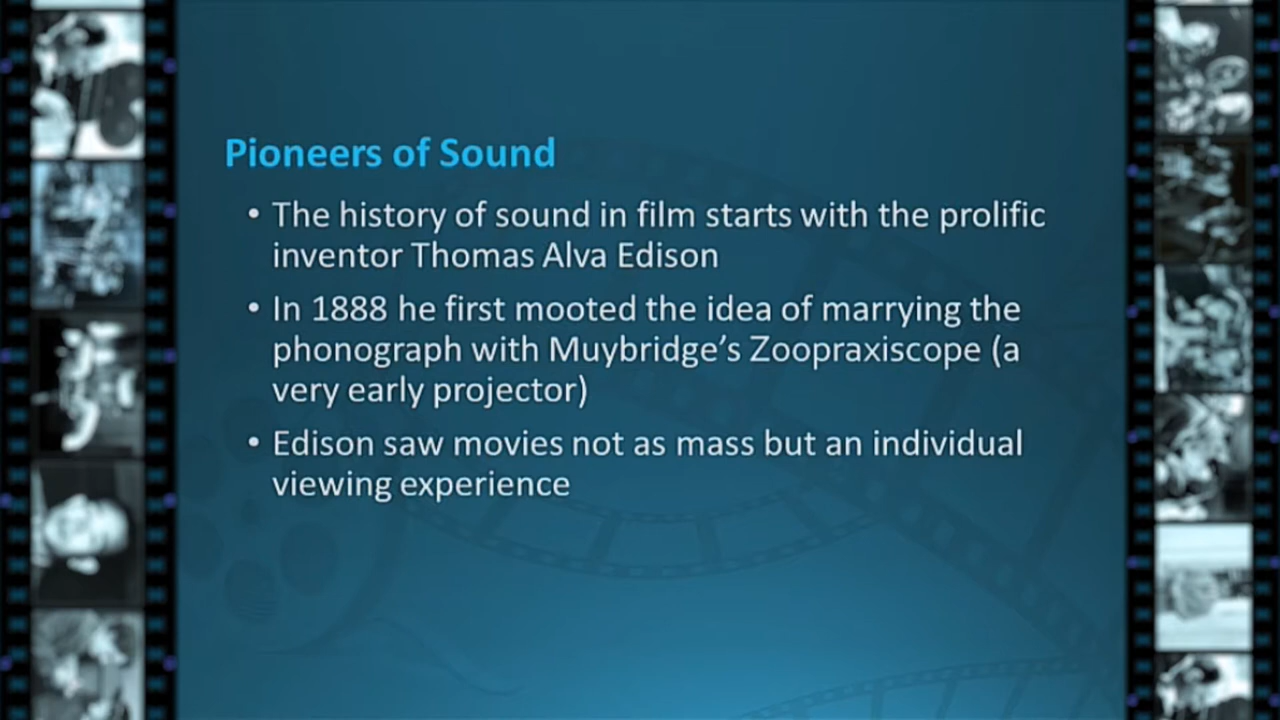 Pioneers of Sound
• The history of sound in film starts with the prolific
inventor Thomas Alva Edison
• In 1888 he first mooted the idea of marrying the
phonograph with Muybridge’s Zoopraxiscope (a
very early projector)
• Edison saw movies not as mass but an individual
viewing experience